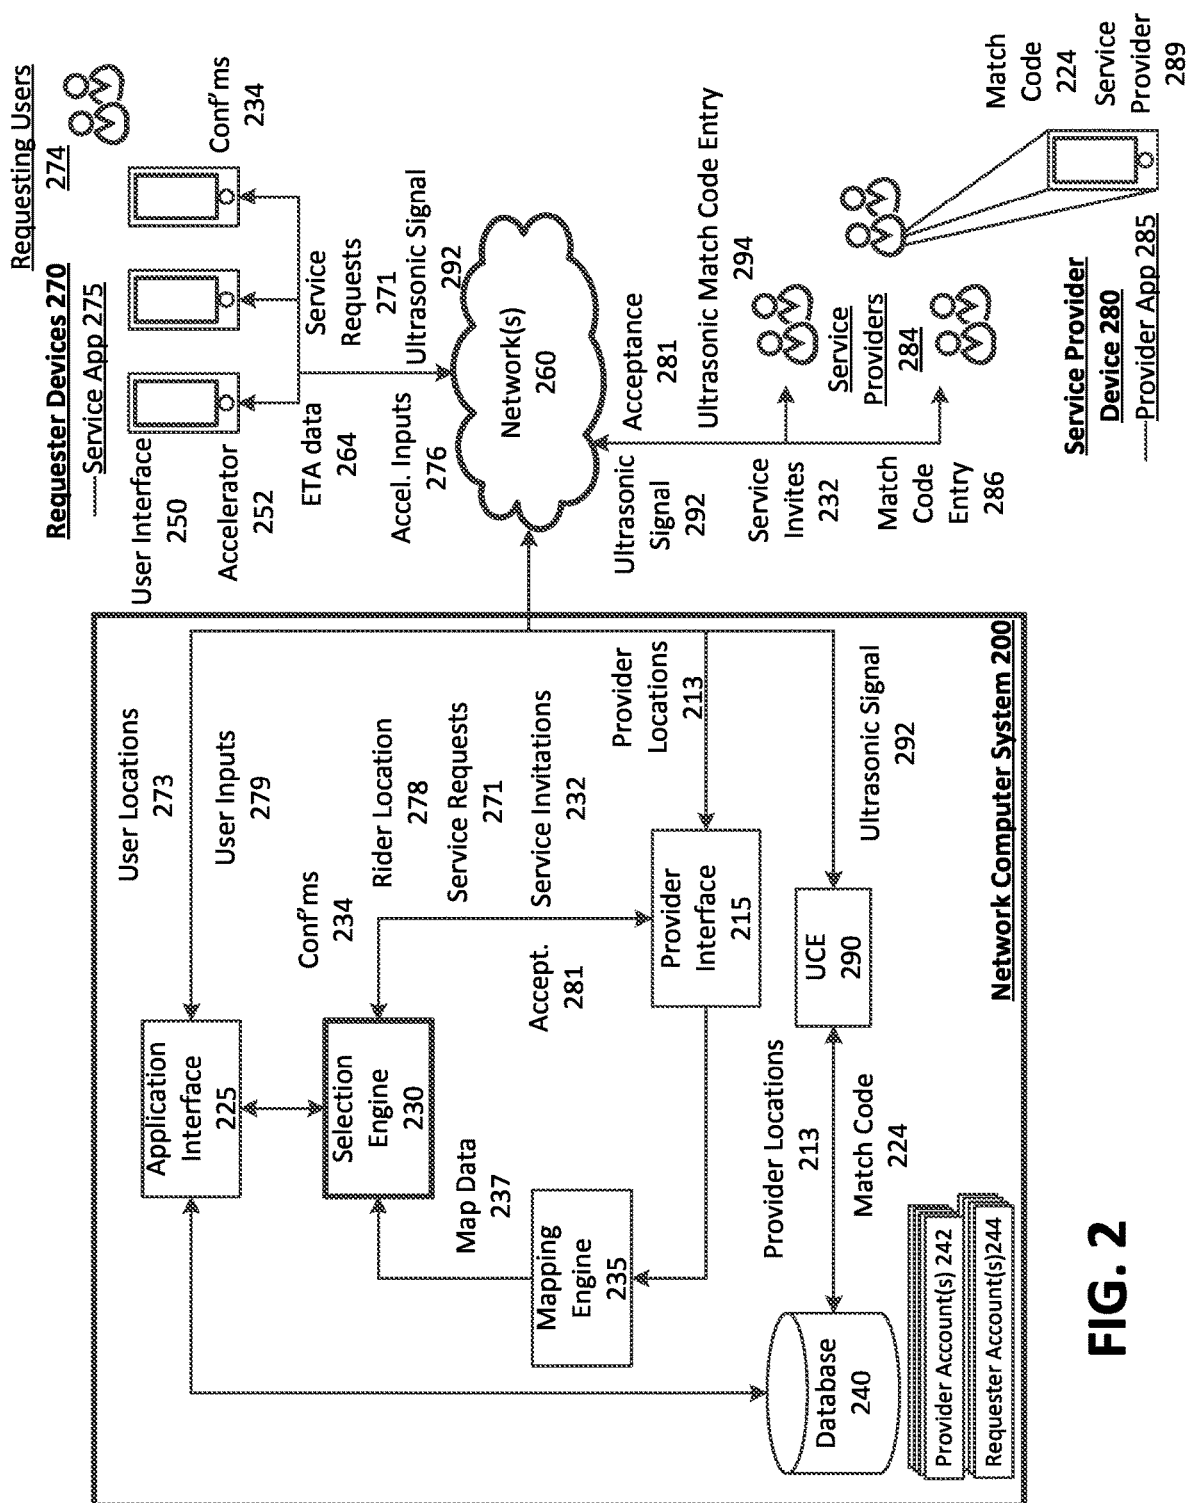 User Locations
273
User Inputs
279
Application
Interface
225
Conf'ms
234
Rider Location
278
Service Requests
271
Service Invitations
232
Selection
Engine
230
Map Data
237
Accept.
281
Mapping
Engine
235
Provider
Locations
213
Provider
Interface
215
Database
240
Provider Locations
213
Match Code
224
UCE
290
Ultrasonic Signal
292
Provider Account(s) 242
Requester Account(s)244
Network Computer System 200
Requester Devices 270
Service App 275
Requesting Users
274
User Interface
250
Accelerator
252
Conf'ms
234
ETA data
264
Service
Requests
271
Accel. Inputs
276
Ultrasonic Signal
292
Network(s)
260
Ultrasonic
Signal
292
Acceptance
281
Ultrasonic Match Code Entry
294
Service
Invites
232
Service
Providers
284
Match
Code
Entry
286
Service Provider
Device 280
Provider App 285
Match
Code
224
Service
Provider
289
FIG. 2